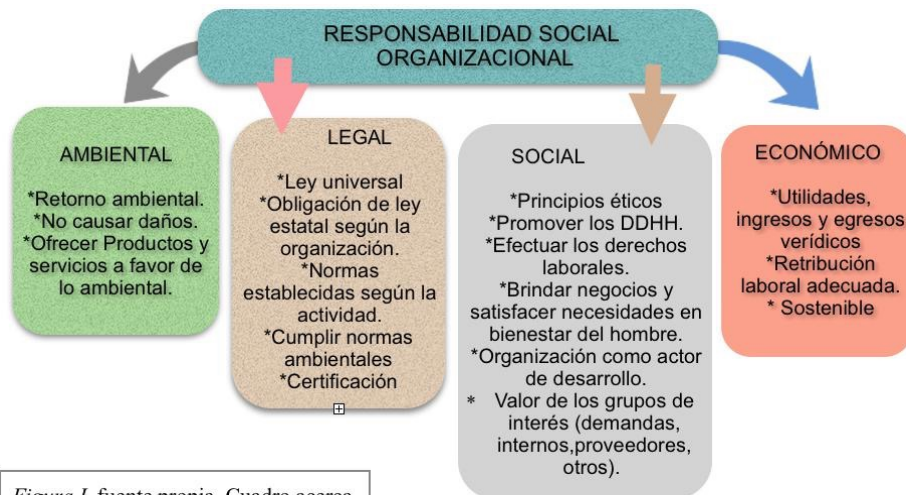 RESPONSABILIDAD SOCIAL
ORGANIZACIONAL
AMBIENTAL
*Retorno ambiental.
*No causar daños.
*Ofrecer Productos y
servicios a favor de
lo ambiental.
LEGAL
*Ley universal
*Obligación de ley
estatal según la
organización.
*Normas
establecidas según la
actividad.
*Cumplir normas
ambientales
*Certificación
SOCIAL
*Principios éticos
*Promover los DDHH.
*Efectuar los derechos
laborales.
*Brindar negocios y
satisfacer necesidades en
bienestar del hombre.
*Organización como actor
de desarrollo.
* Valor de los grupos de
interés (demandas,
internos,proveedores,
otros).
ECONÓMICO
*Utilidades,
ingresos y egresos
verídicos
*Retribución
laboral adecuada.
* Sostenible
Figura I. fuente propia. Cuadro acerca